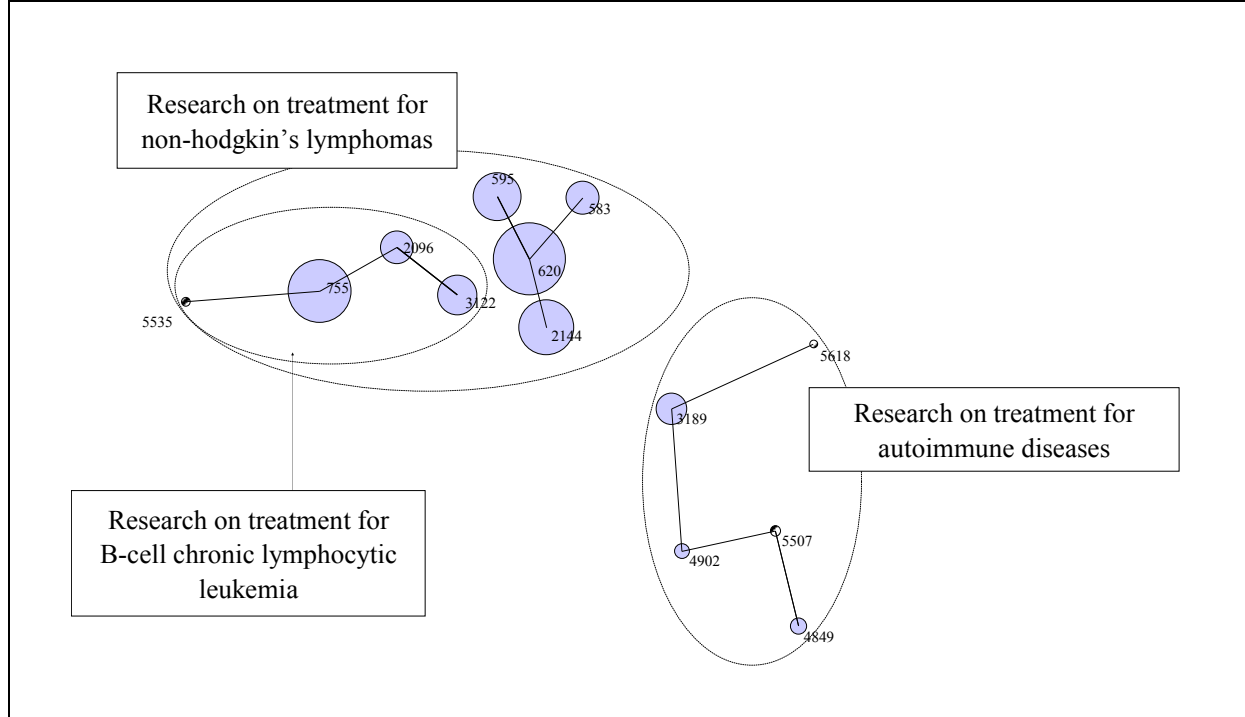 Research on treatment for
non-hodgkin's lymphomas
595
583
2096
620
755
3122
5535
2144
5618
3189
Research on treatment for
autoimmune diseases
Research on treatment for
B-cell chronic lymphocytic
leukemia
5507
4902
4849